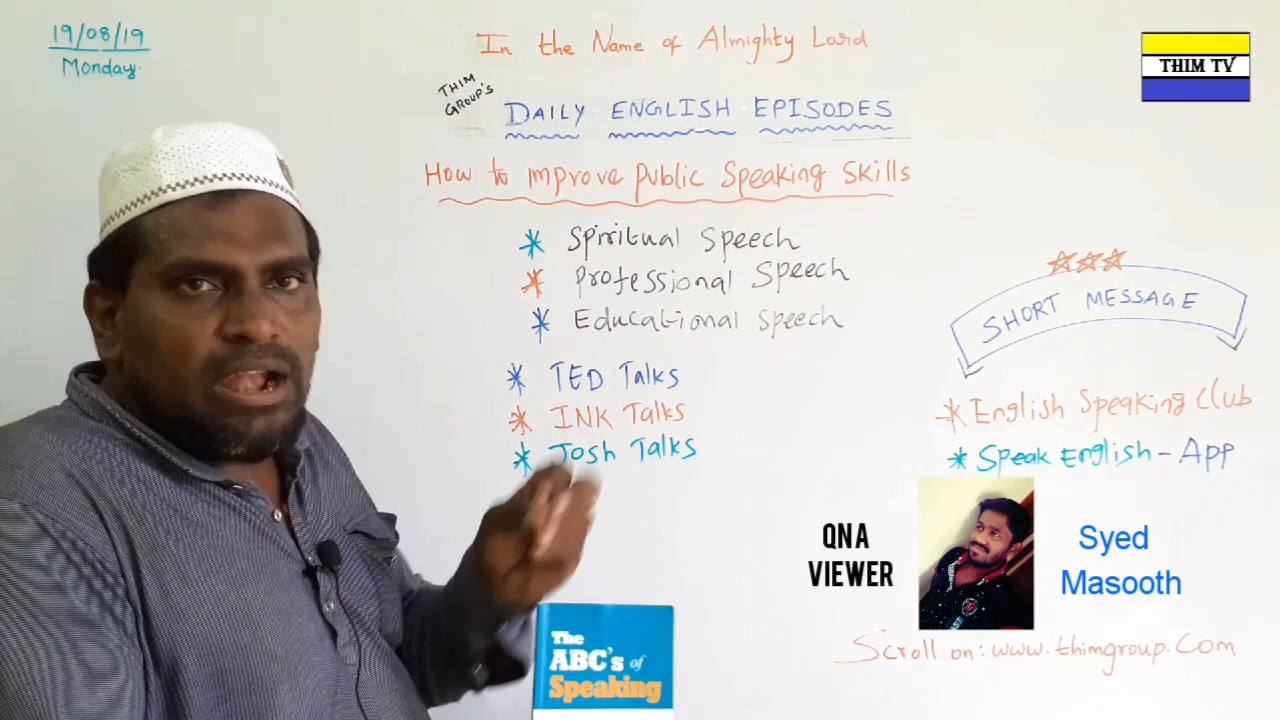 19/08/19
Monday
In the Name of Almighty Lord
THIM TV
THIM
GROUP'S
DAILY ENGLISH EPISODES
How to Improve Public Speaking Skills
* Spiritual Speech
* Professional Speech
* Educational Speech
* TED Talks
* INK Talks
* Josh Talks
SHORT MESSAGE
* English Speaking Club
* Speak English - App
QNA
VIEWER
Syed
Masooth
Scroll on: www.thimgroup.com
The
ABC's of
Speaking